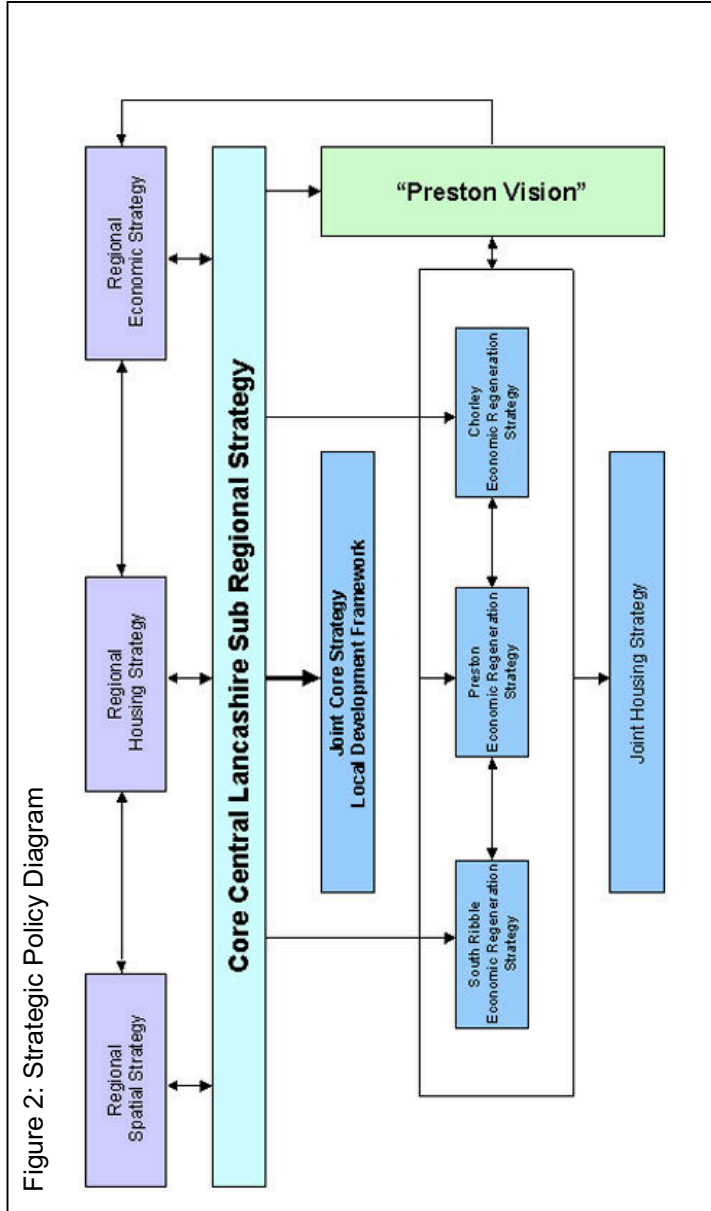 Figure 2: Strategic Policy Diagram
Regional
Spatial Strategy
Regional
Housing Strategy
Regional
Economic Strategy
Core Central Lancashire Sub Regional Strategy
Joint Core Strategy
Local Development Framework
"Preston Vision"
South Ribble
Economic Regeneration
Strategy
Preston
Economic Regeneration
Strategy
Chorley
Economic Regeneration
Strategy
Joint Housing Strategy